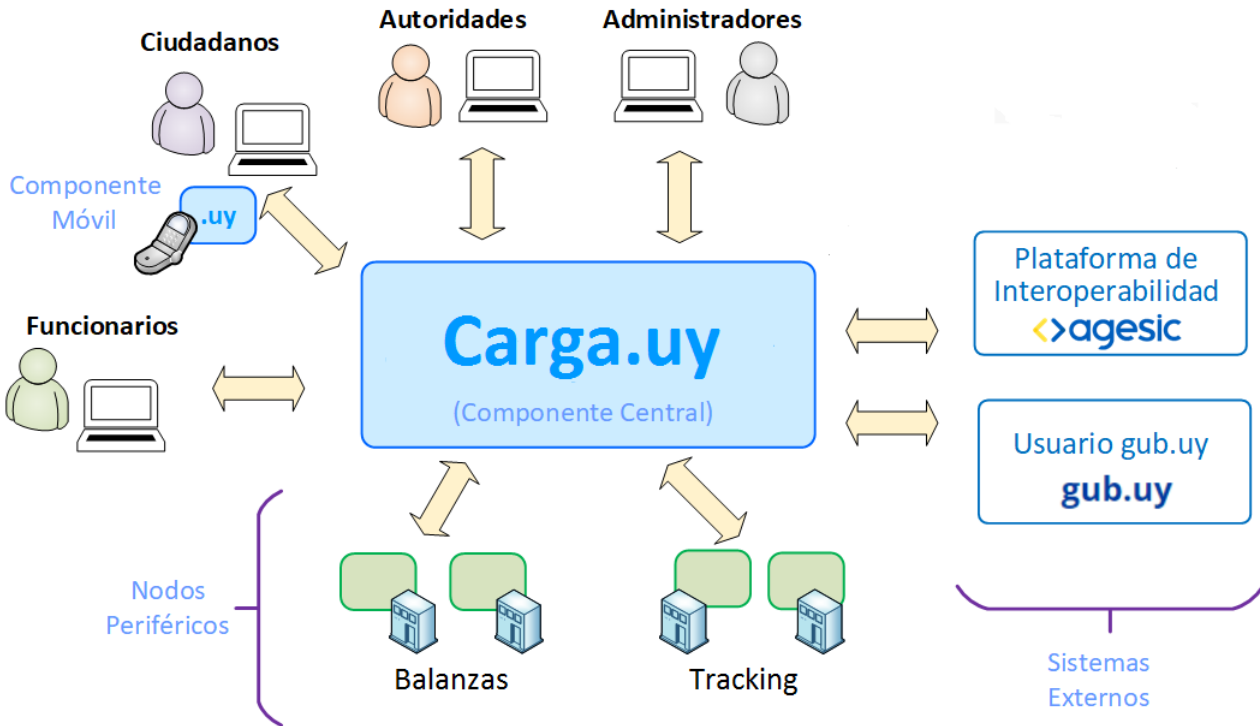 Autoridades
Administradores
Ciudadanos
Componente
Móvil
.uy
Funcionarios
Carga.uy
(Componente Central)
Plataforma de
Interoperabilidad
agesic
Usuario gub.uy
gub.uy
Nodos
Periféricos
Balanzas
Tracking
Sistemas
Externos